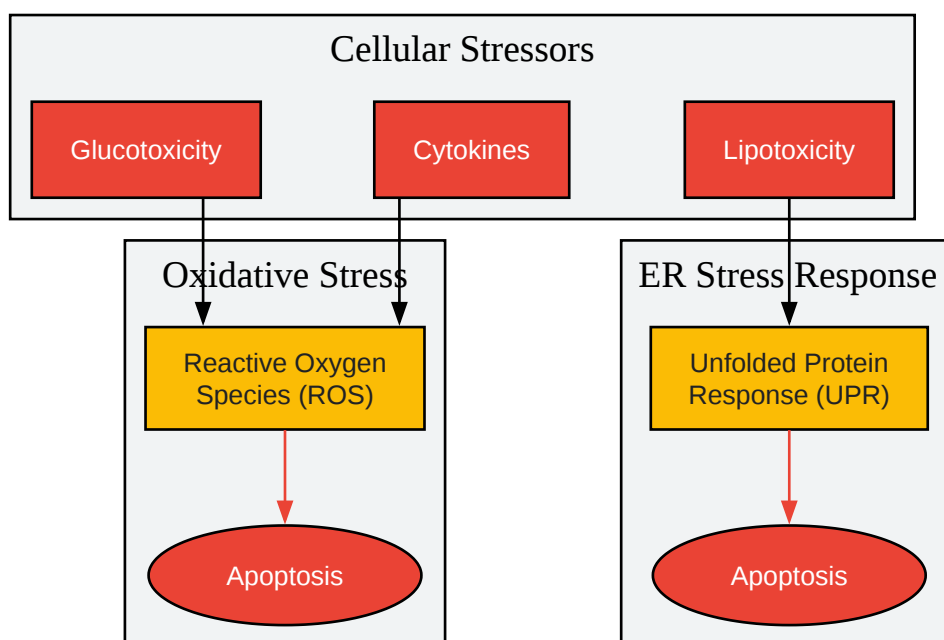 Cellular Stressors
Glucotoxicity
Cytokines
Lipotoxicity
Oxidative Stress
ER Stress Response
Reactive Oxygen
Species (ROS)
Unfolded Protein
Response (UPR)
Apoptosis
Apoptosis